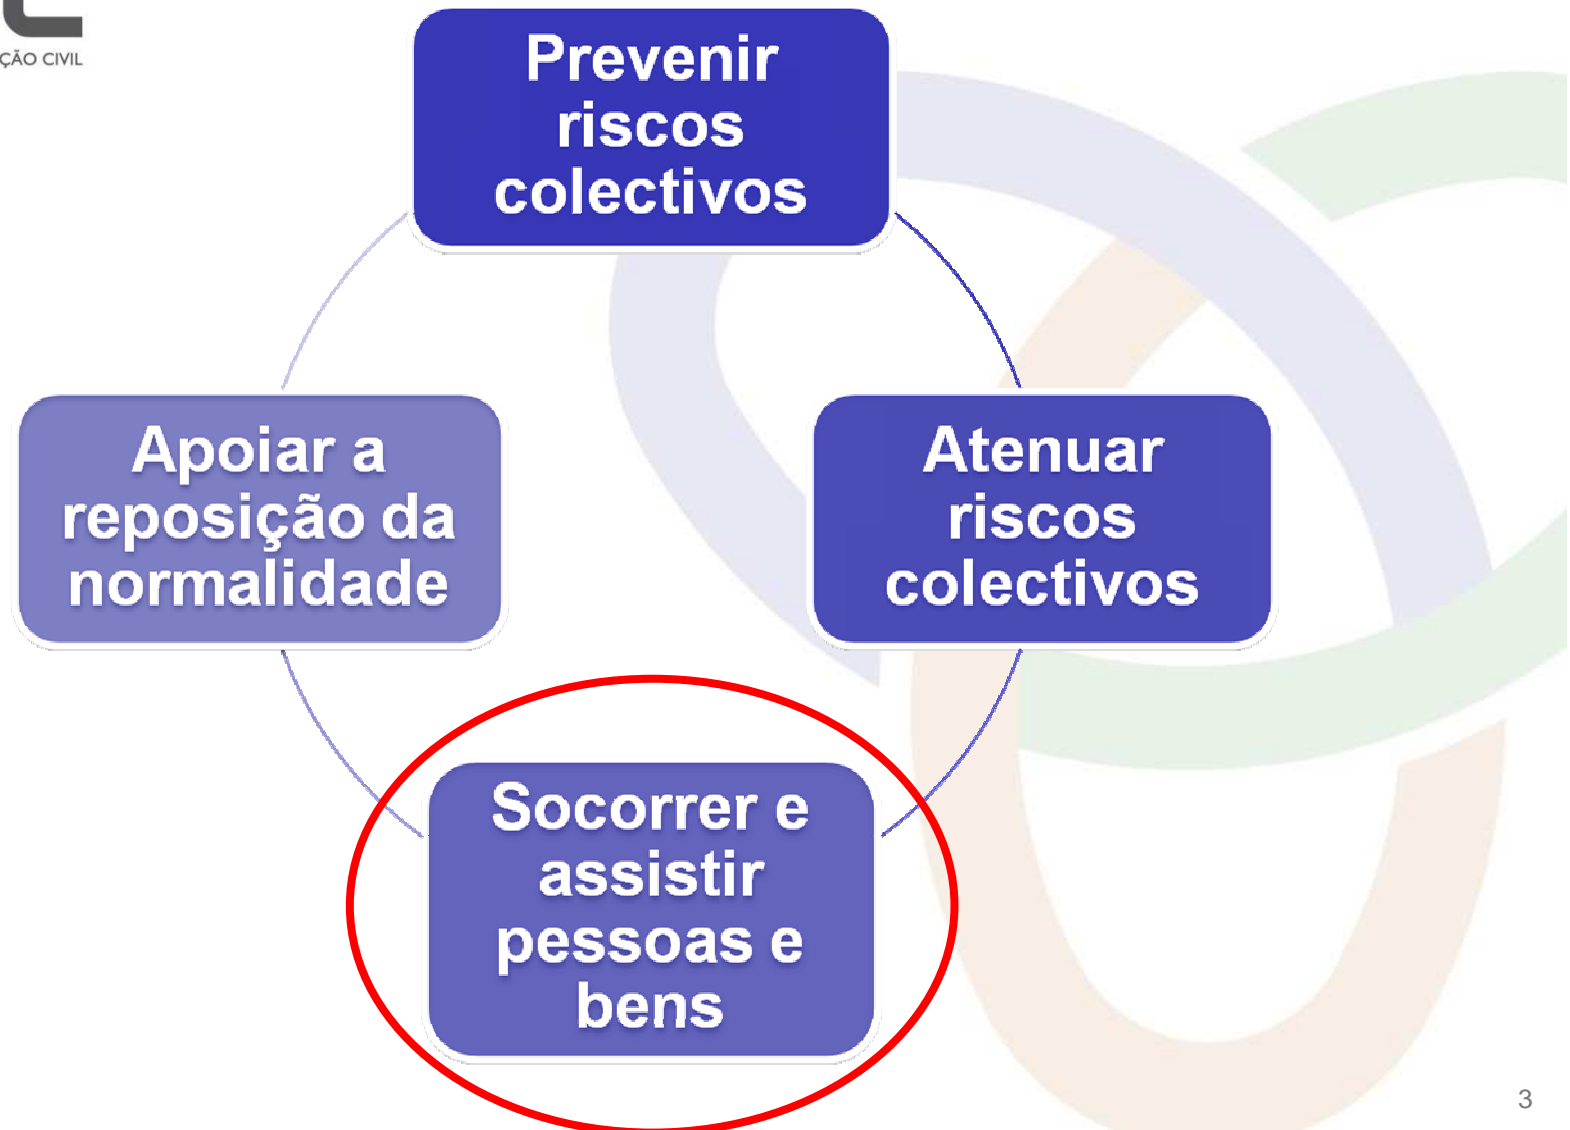 ÇÃO CIVIL
Prevenir
riscos
colectivos
Apoiar a
reposição da
normalidade
Atenuar
riscos
colectivos
Socorrer e
assistir
pessoas e
bens
3